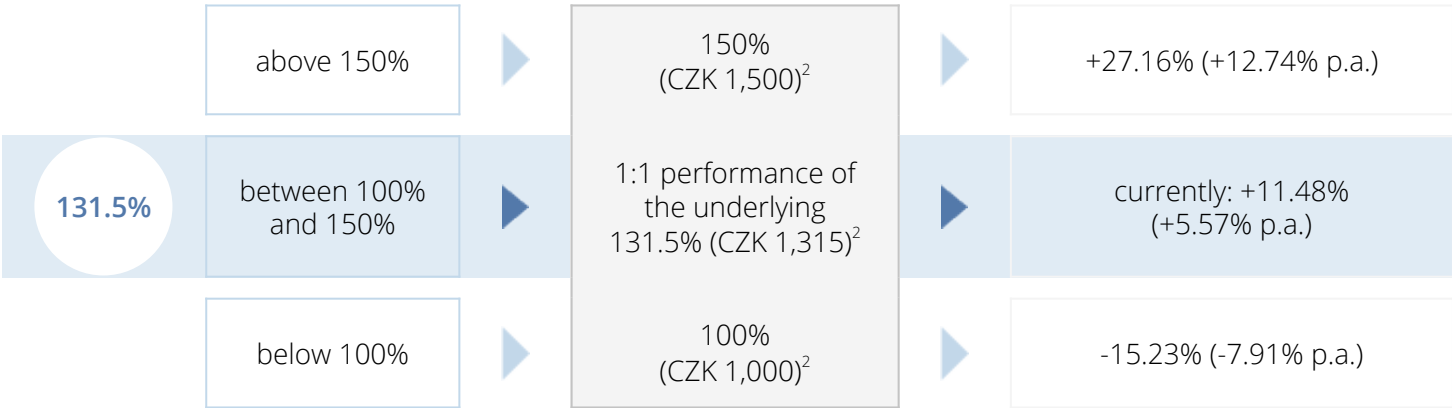 above 150%
150%
(CZK 1,500)2
+27.16% (+12.74% p.a.)
131.5%
between 100%
and 150%
1:1 performance of
the underlying
131.5% (CZK 1,315)2
currently: +11.48%
(+5.57% p.a.)
below 100%
100%
(CZK 1,000)2
-15.23% (-7.91% p.a.)